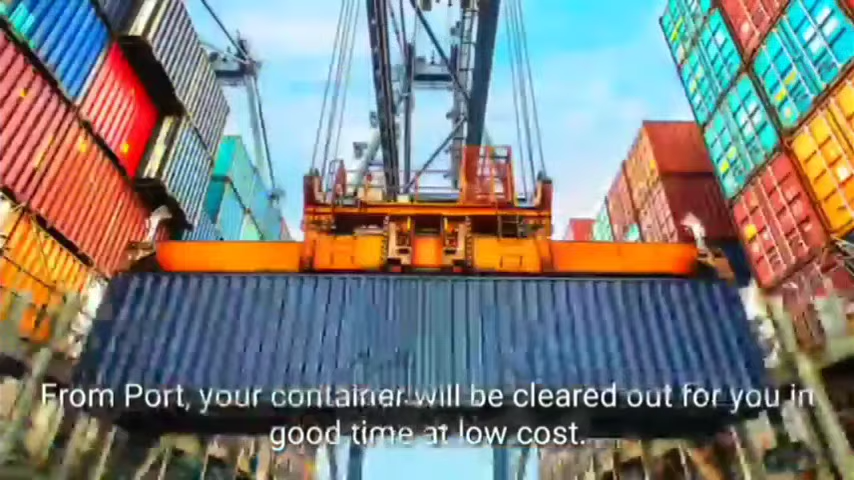 From Port, your container will be cleared out for you in
good time at low cost.